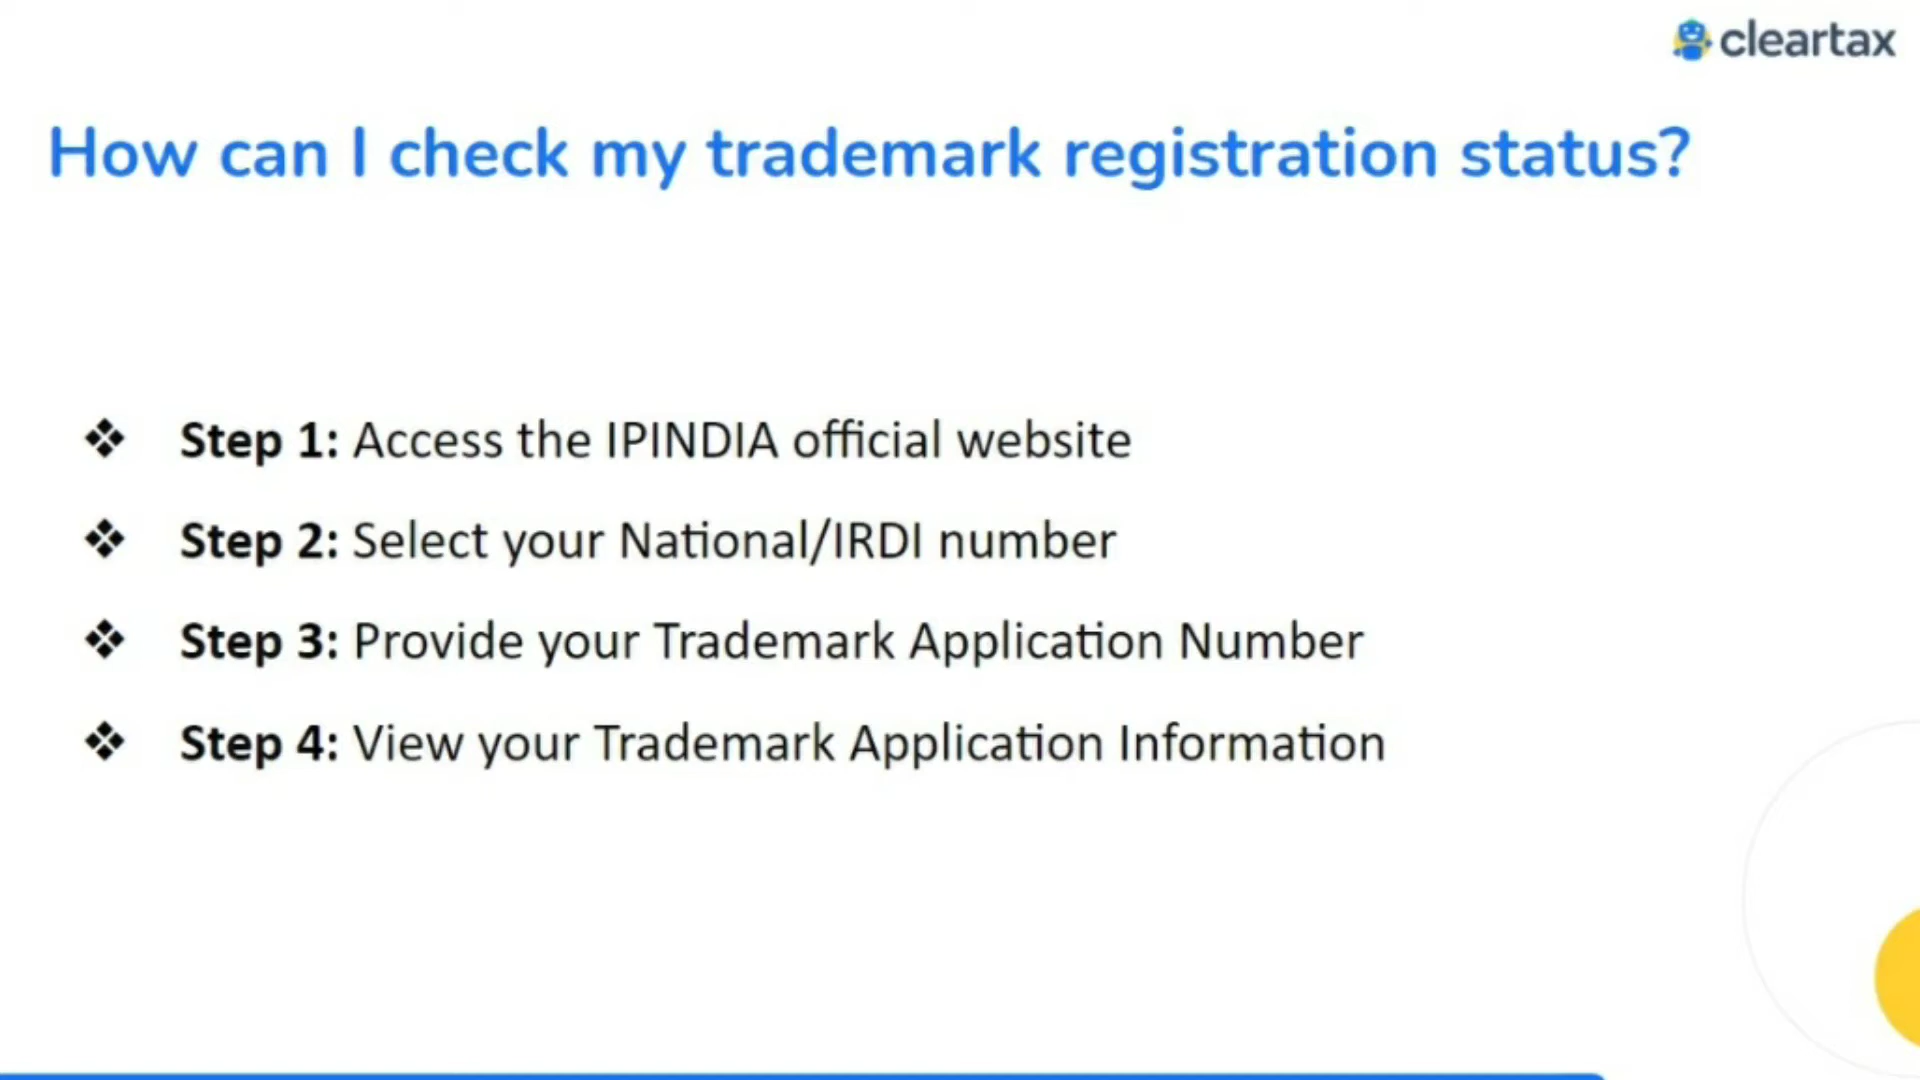 cleartax
How can I check my trademark registration status?
❖ Step 1: Access the IPINDIA official website
❖ Step 2: Select your National/IRDI number
❖ Step 3: Provide your Trademark Application Number
❖ Step 4: View your Trademark Application Information